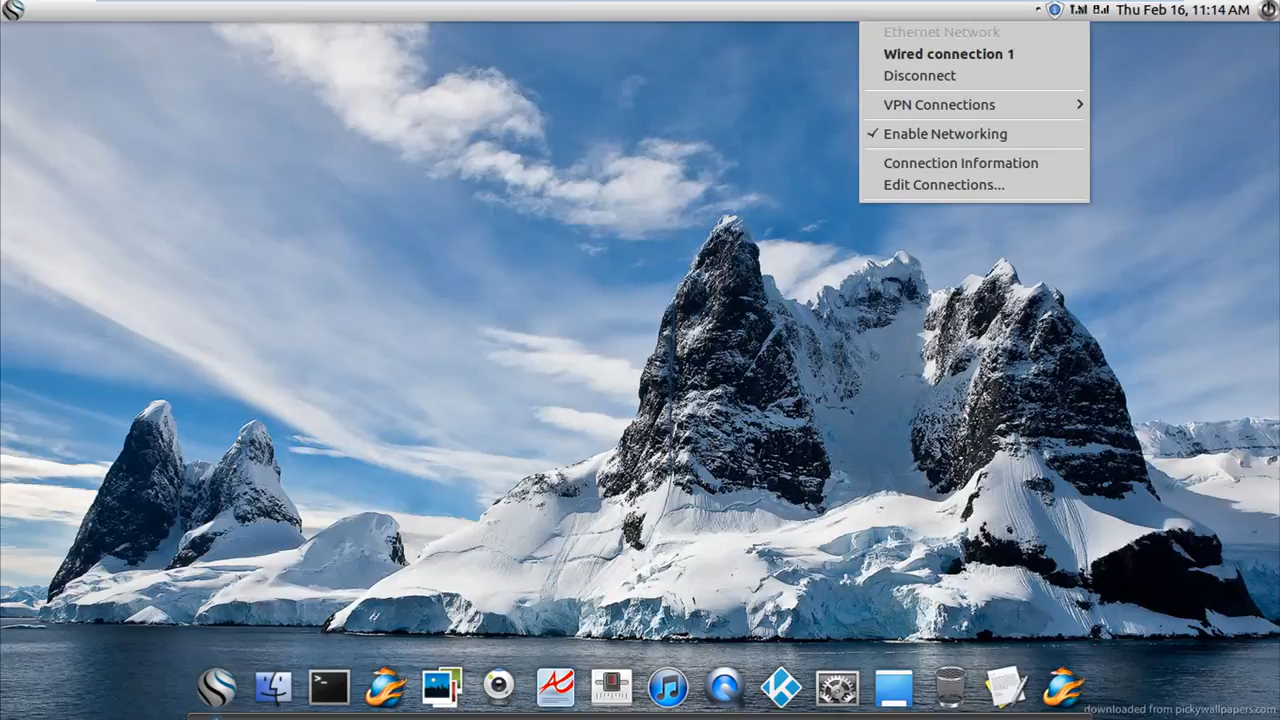 Thu Feb 16, 11:14 AM
Ethernet Network
Wired connection 1
Disconnect
VPN Connections
Enable Networking
Connection Information
Edit Connections...
downloaded from pickywallpapers.com